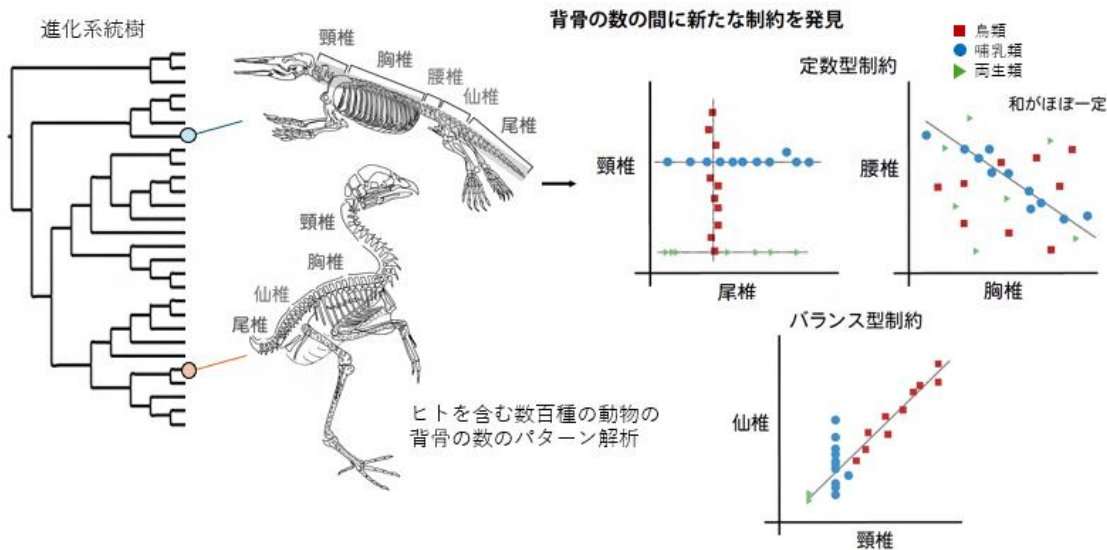 背骨の数の間に新たな制約を発見
進化系統樹
頸椎
胸椎
腰椎
仙椎
尾椎
頸椎
胸椎
仙椎
尾椎
ヒトを含む数百種の動物の
背骨の数のパターン解析
鳥類
哺乳類
両生類
定数型制約
頸椎
尾椎
和がほぼ一定
腰椎
胸椎
バランス型制約
仙椎
頸椎